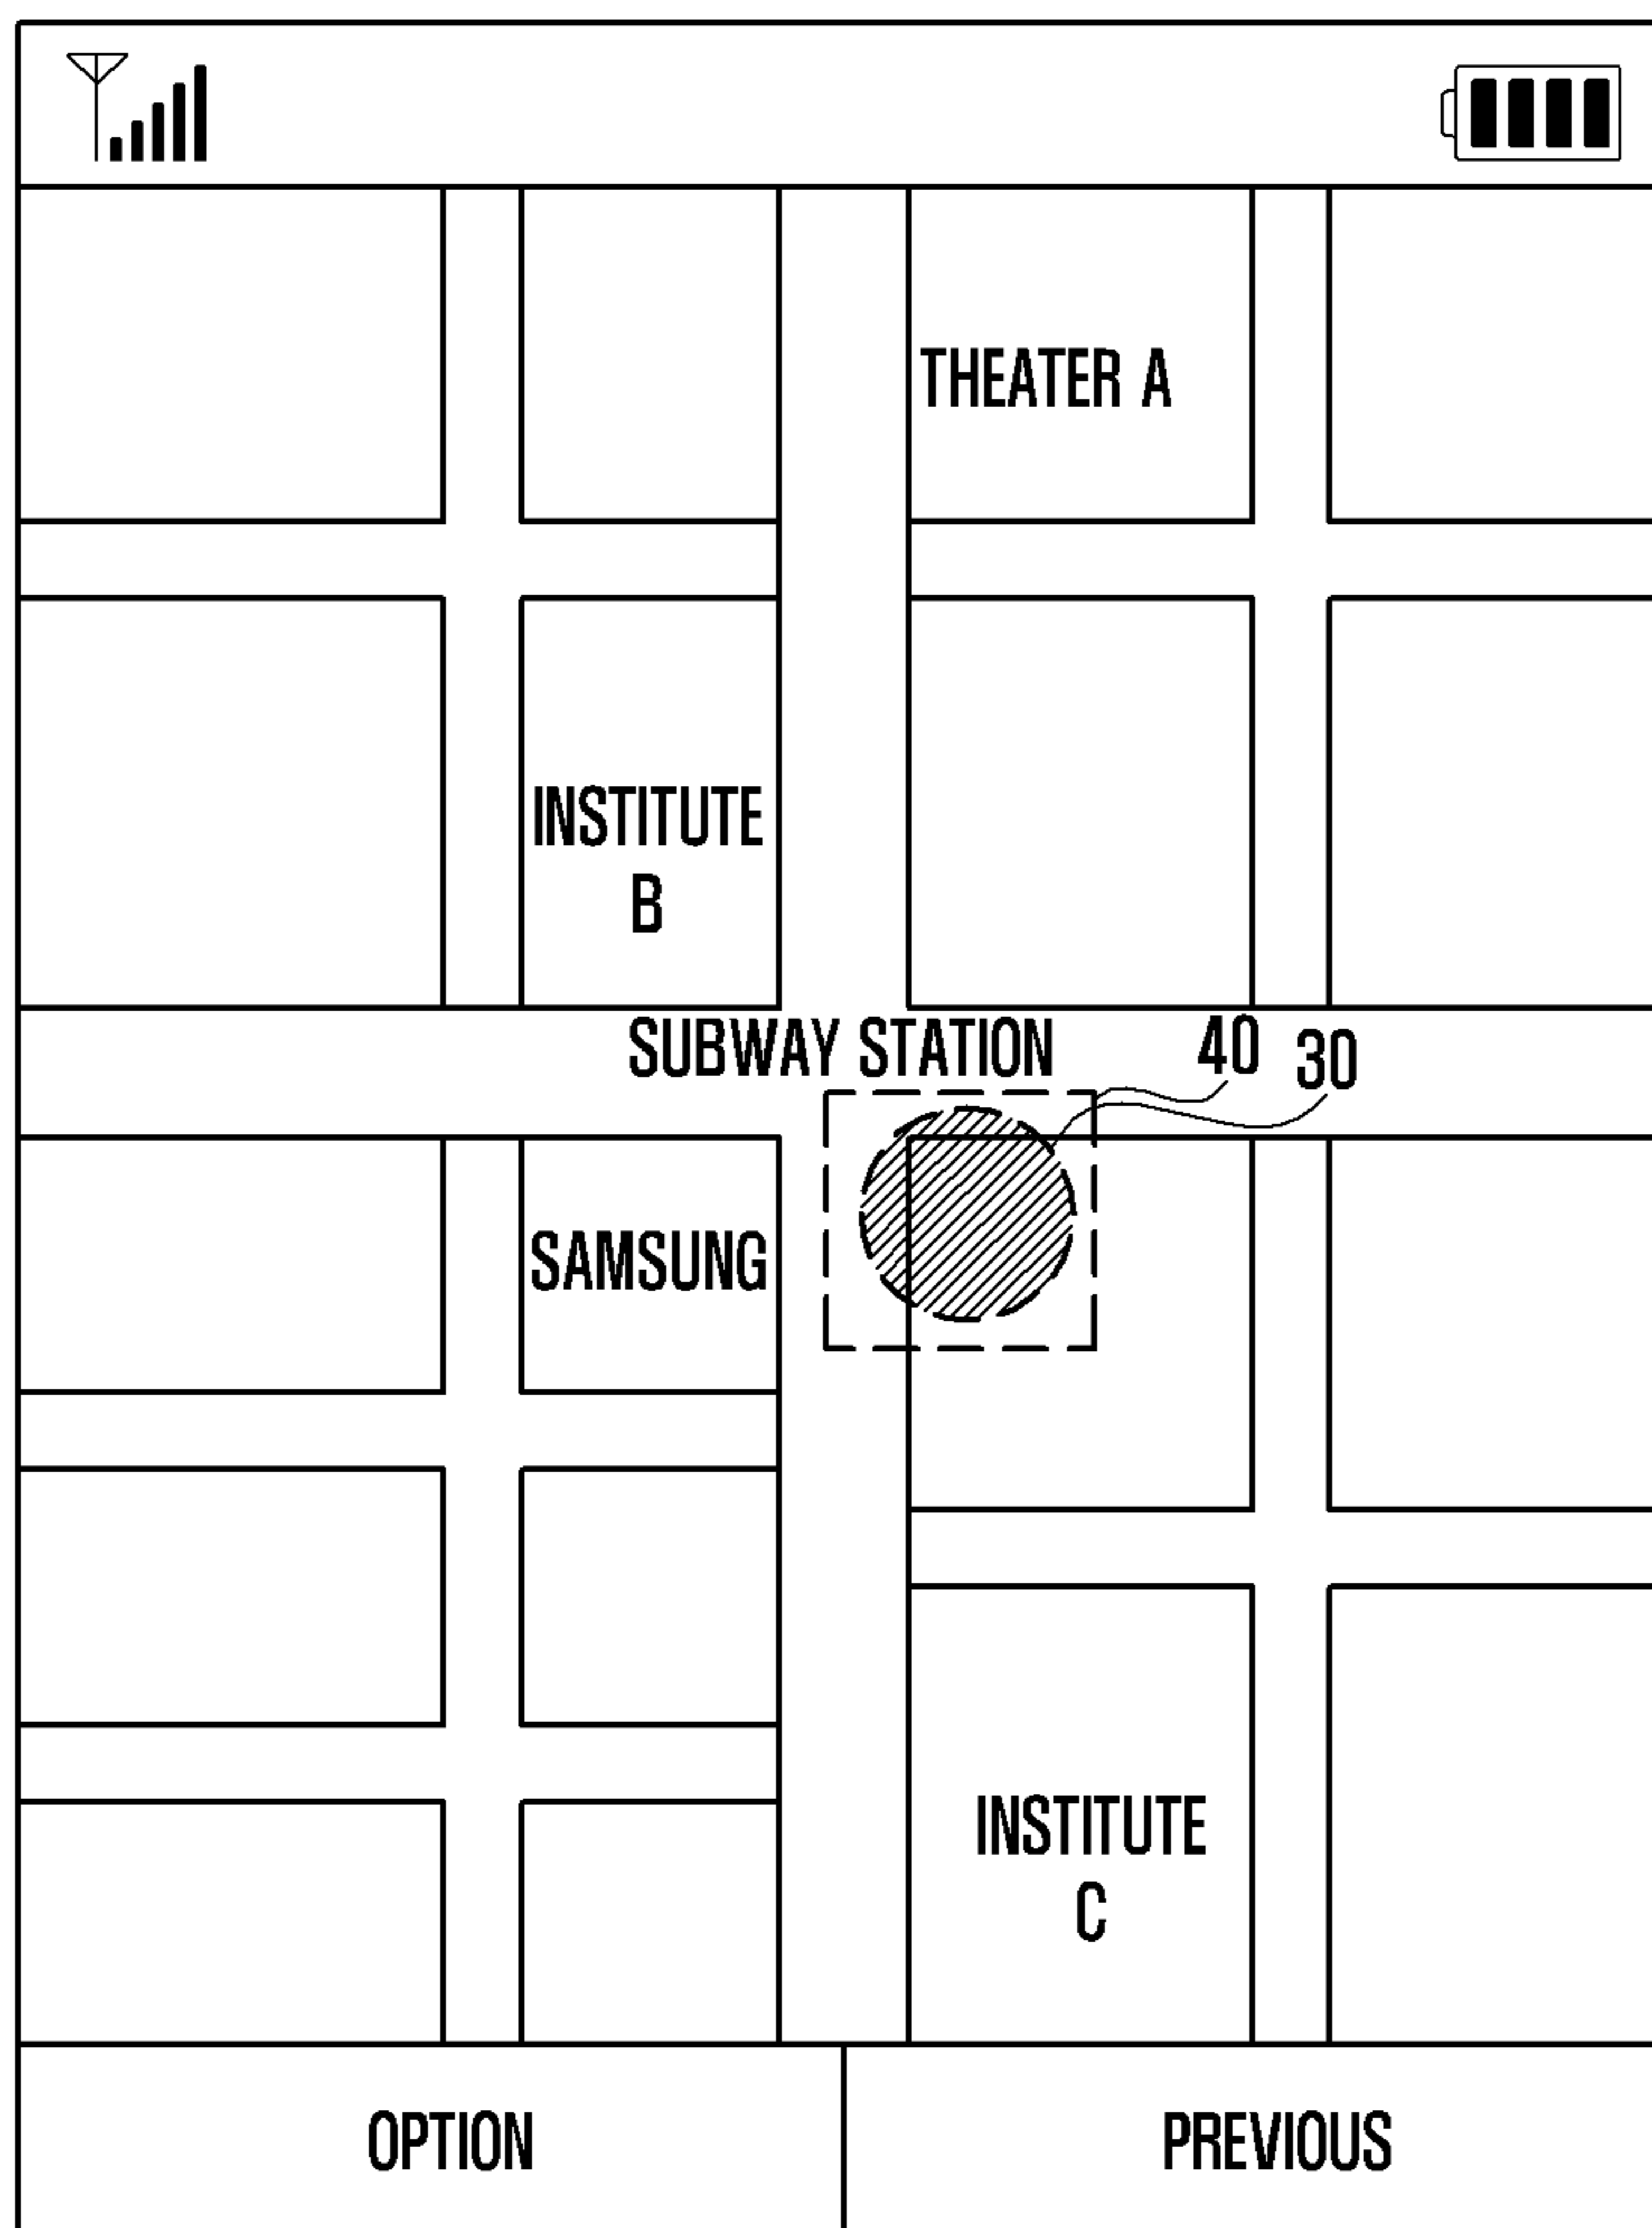 THEATER A
INSTITUTE
B
SUBWAY STATION
40
30
SAMSUNG
INSTITUTE
C
OPTION
PREVIOUS